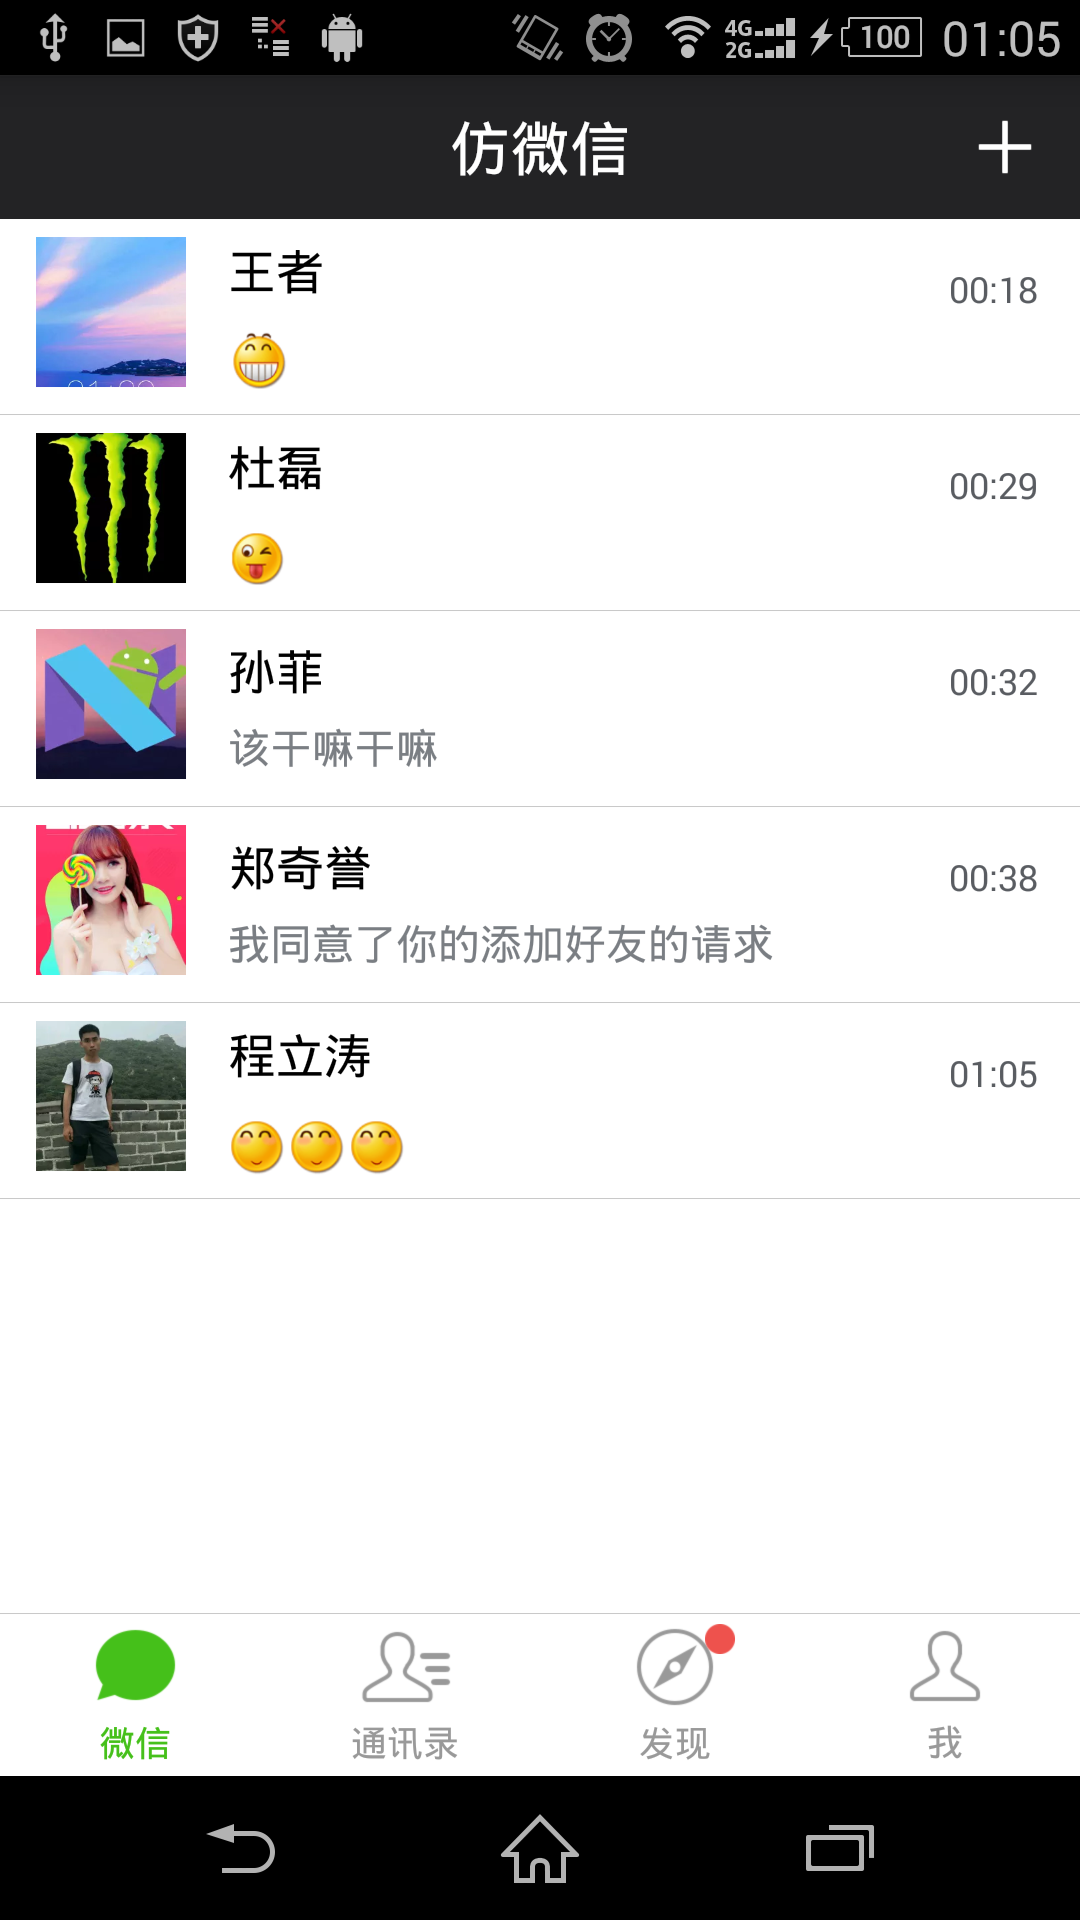 4G
2G
100
01:05
仿微信
王者
00:18
杜磊
00:29
孙菲
00:32
该干嘛干嘛
郑奇誉
00:38
我同意了你的添加好友的请求
程立涛
01:05
微信
通讯录
发现
我